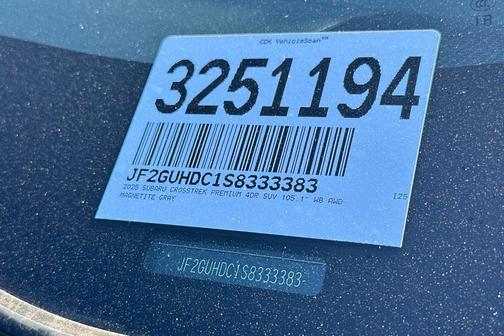 CDK VehicleScan™
3251194
JF2GUHDC1S8333383
2025 SUBARU CROSSTREK PREMIUM 4DR SUV 105.1" WB AWD
I25
MAGNETITE GRAY
JF2GUHDC1S8333383